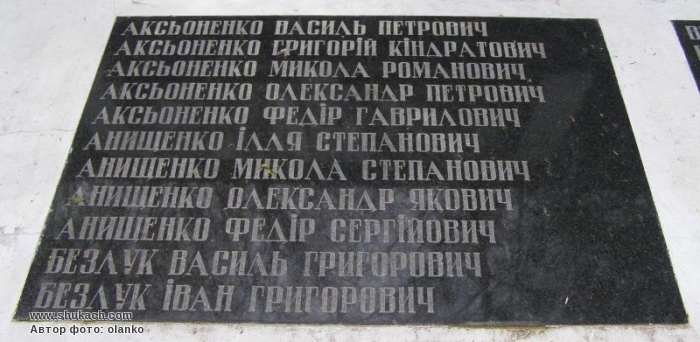 АКСЬОНЕНКО ВАСИЛЬ ПЕТРОВИЧ
АКСЬОНЕНКО ГРИГОРІЙ КІНДРАТОВИЧ
АКСЬОНЕНКО МИКОЛА РОМАНОВИЧ
АКСЬОНЕНКО ОЛЕКСАНДР ПЕТРОВИЧ
АКСЬОНЕНКО ФЕДІР ГАВРИЛОВИЧ
АНИЩЕНКО ІЛЛЯ СТЕПАНОВИЧ
АНИЩЕНКО МИКОЛА СТЕПАНОВИЧ
АНИЩЕНКО ОЛЕКСАНДР ЯКОВИЧ
АНИЩЕНКО ФЕДІР СЕРГІЙОВИЧ
БЕЗЛУК ВАСИЛЬ ГРИГОРОВИЧ
БЕЗЛУК ІВАН ГРИГОРОВИЧ
www.shukach.com
Автор фото: olanko